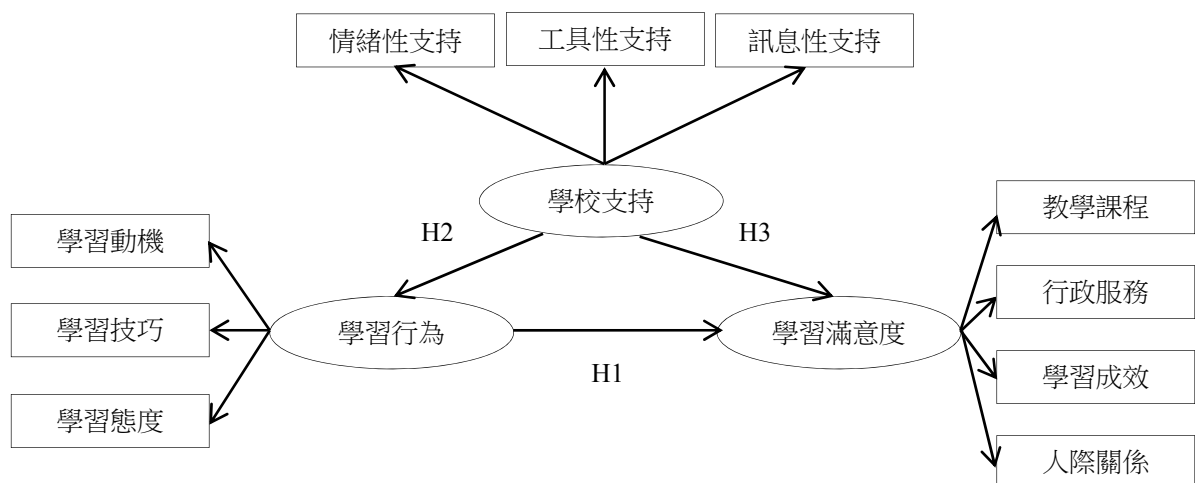 情緒性支持
工具性支持
訊息性支持
學校支持
H2
H3
學習動機
學習技巧
學習態度
學習行為
H1
學習滿意度
教學課程
行政服務
學習成效
人際關係